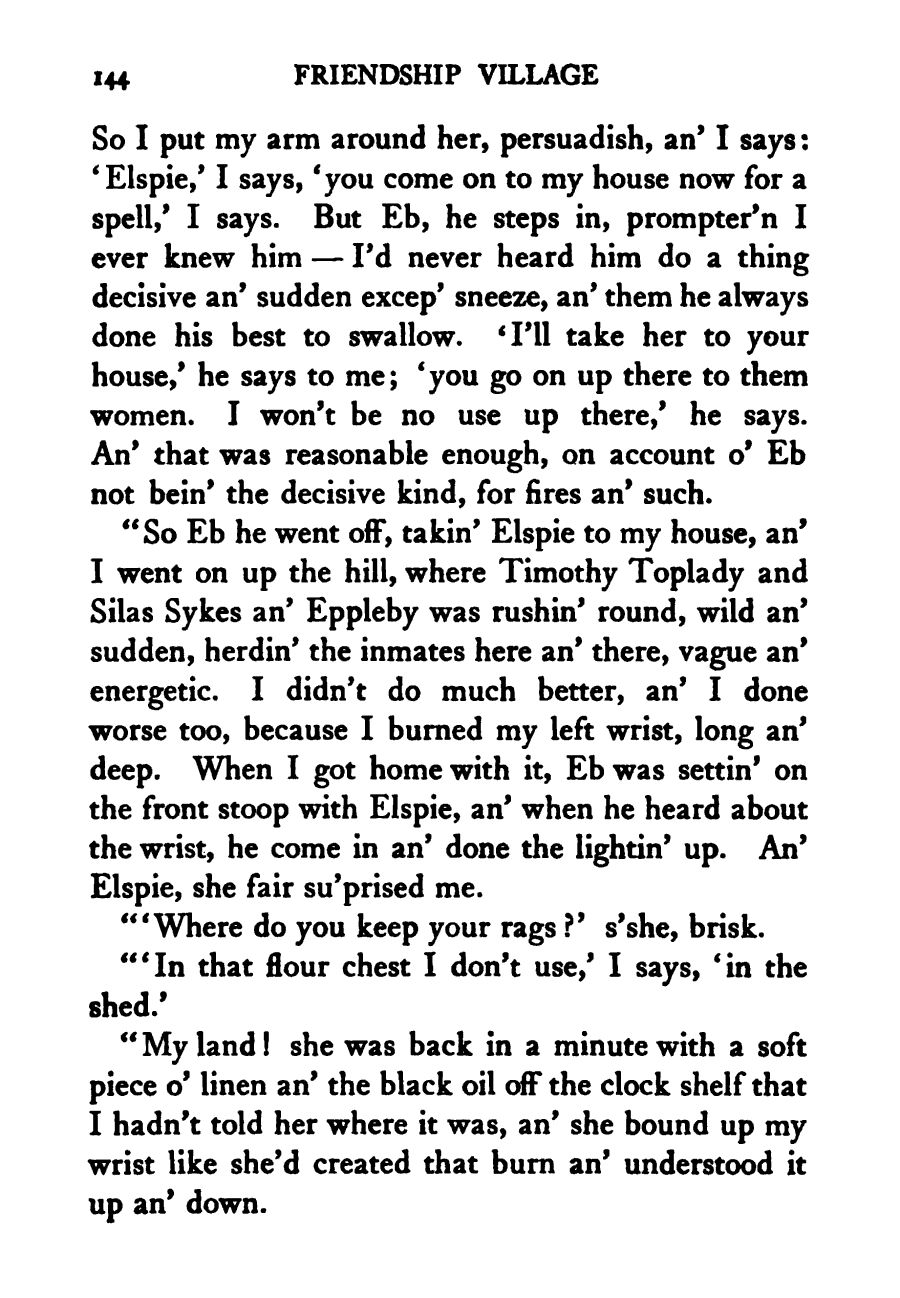 144 FRIENDSHIP VILLAGE
So I put my arm around her, persuadish, an’ I says:
‘Elspie,’ I says, ‘you come on to my house now for a
spell,’ I says. But Eb, he steps in, prompter’n I
ever knew him — I’d never heard him do a thing
decisive an’ sudden excep’ sneeze, an’ them he always
done his best to swallow. ‘I’ll take her to your
house,’ he says to me; ‘you go on up there to them
women. I won’t be no use up there,’ he says.
An’ that was reasonable enough, on account o’ Eb
not bein’ the decisive kind, for fires an’ such.
“So Eb he went off, takin’ Elspie to my house, an’
I went on up the hill, where Timothy Toplady and
Silas Sykes an’ Eppleby was rushin’ round, wild an’
sudden, herdin’ the inmates here an’ there, vague an’
energetic. I didn’t do much better, an’ I done
worse too, because I burned my left wrist, long an’
deep. When I got home with it, Eb was settin’ on
the front stoop with Elspie, an’ when he heard about
the wrist, he come in an’ done the lightin’ up. An’
Elspie, she fair su’prised me.
“‘Where do you keep your rags?’ s’she, brisk.
“‘In that flour chest I don’t use,’ I says, ‘in the
shed.’
“My land! she was back in a minute with a soft
piece o’ linen an’ the black oil off the clock shelf that
I hadn’t told her where it was, an’ she bound up my
wrist like she’d created that burn an’ understood it
up an’ down.